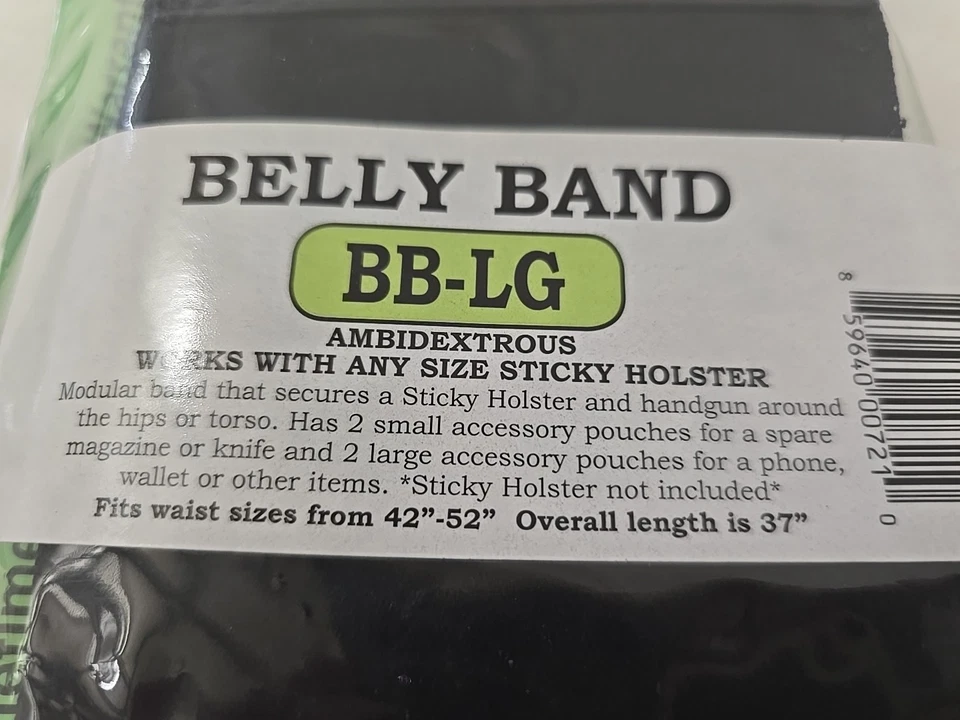 BELLY BAND
BB-LG
AMBIDEXTROUS
WORKS WITH ANY SIZE STICKY HOLSTER
Modular band that secures a Sticky Holster and handgun around
the hips or torso. Has 2 small accessory pouches for a spare
magazine or knife and 2 large accessory pouches for a phone,
wallet or other items. *Sticky Holster not included*
Fits waist sizes from 42”-52” Overall length is 37”
8 59640 00721 0